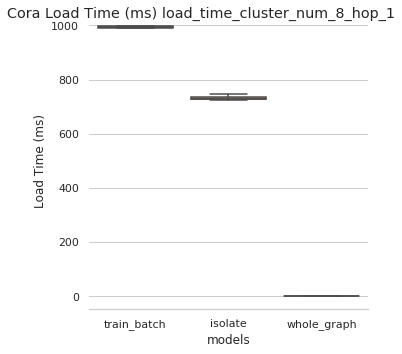 Cora Load Time (ms) load_time_cluster_num_8_hop_1
1000
800
600
400
200
0
Load Time (ms)
train_batch isolate whole_graph
models